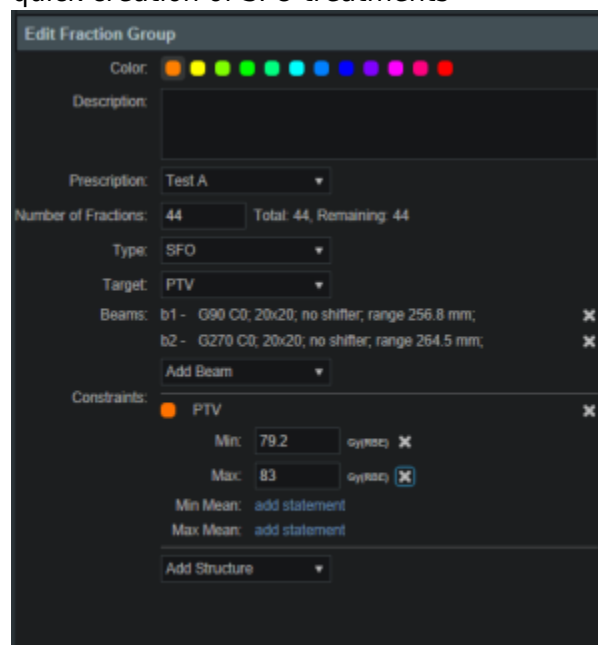 quick creation of SFO treatments
Edit Fraction Group
Color:
Description:
Prescription: Test A
Number of Fractions: 44 Total: 44, Remaining: 44
Type: SFO
Target: PTV
Beams: b1 - G90 C0; 20x20; no shifter; range 256.8 mm;
b2 - G270 C0; 20x20; no shifter; range 264.5 mm;
Add Beam
Constraints:
PTV
Min: 79.2 Gy(RBE)
Max: 83 Gy(RBE)
Min Mean: add statement
Max Mean: add statement
Add Structure